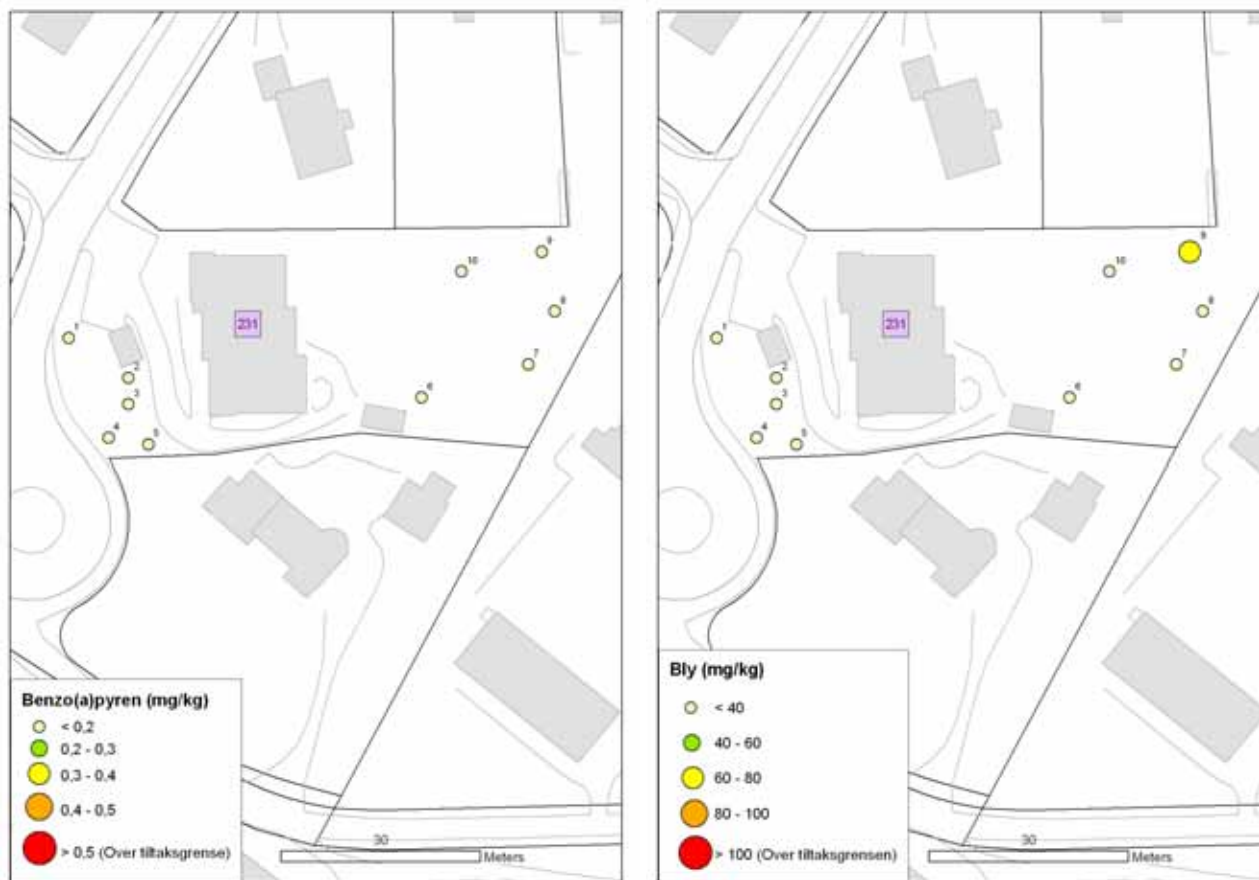 9
10
8
231
1
7
2
6
3
4
5
Benzo(a)pyren (mg/kg)
< 0,2
0,2 - 0,3
0,3 - 0,4
0,4 - 0,5
> 0,5 (Over tiltaksgrense)
30
Meters
9
10
8
231
1
7
2
6
3
4
5
Bly (mg/kg)
< 40
40 - 60
60 - 80
80 - 100
> 100 (Over tiltaksgrensen)
30
Meters